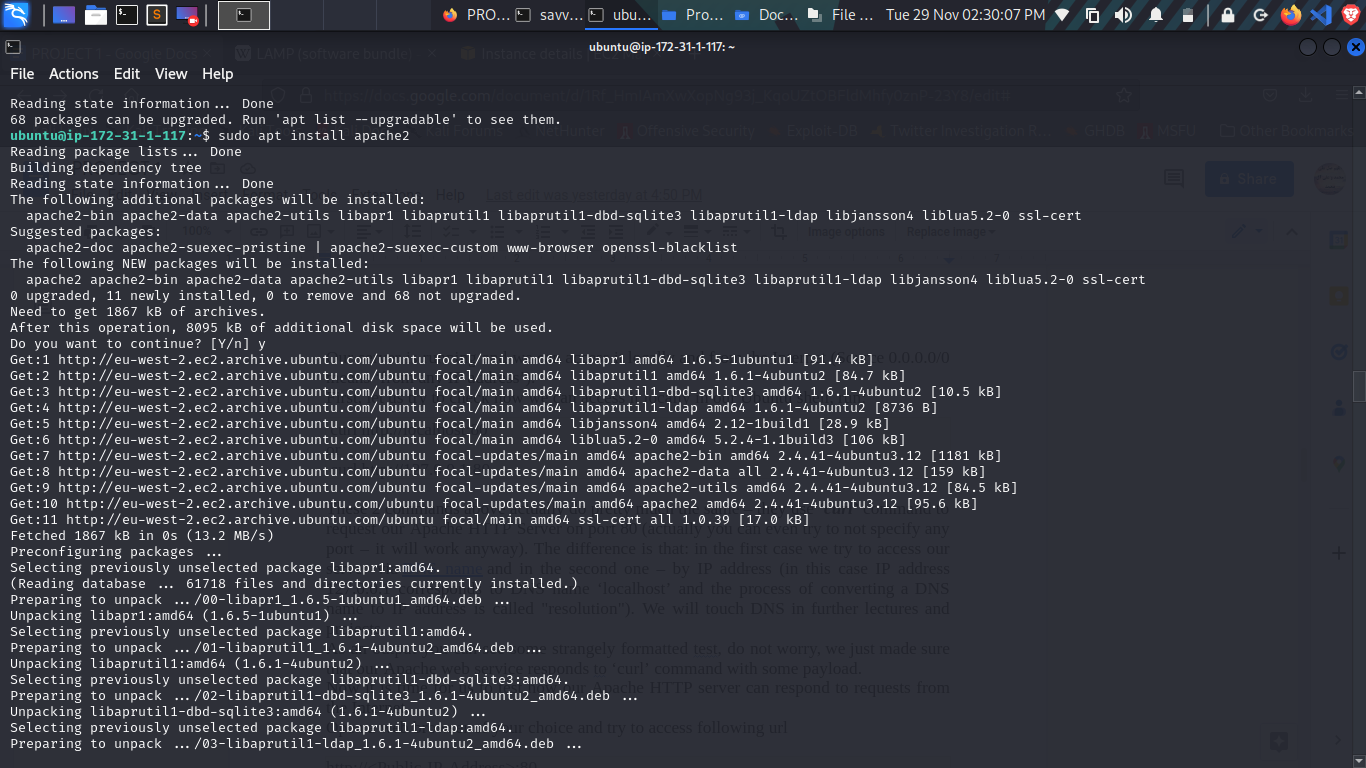 PRO... savv... ubu... Pro... Doc... File ... Tue 29 Nov 02:30:07 PM
ubuntu@ip-172-31-1-117: ~
File Actions Edit View Help
Reading state information... Done
68 packages can be upgraded. Run 'apt list --upgradable' to see them.
ubuntu@ip-172-31-1-117:~$ sudo apt install apache2
Reading package lists... Done
Building dependency tree
Reading state information... Done
The following additional packages will be installed:
  apache2-bin apache2-data apache2-utils libapr1 libaprutil1 libaprutil1-dbd-sqlite3 libaprutil1-ldap libjansson4 liblua5.2-0 ssl-cert
Suggested packages:
  apache2-doc apache2-suexec-pristine | apache2-suexec-custom www-browser openssl-blacklist
The following NEW packages will be installed:
  apache2 apache2-bin apache2-data apache2-utils libapr1 libaprutil1 libaprutil1-dbd-sqlite3 libaprutil1-ldap libjansson4 liblua5.2-0 ssl-cert
0 upgraded, 11 newly installed, 0 to remove and 68 not upgraded.
Need to get 1867 kB of archives.
After this operation, 8095 kB of additional disk space will be used.
Do you want to continue? [Y/n] y
Get:1 http://eu-west-2.ec2.archive.ubuntu.com/ubuntu focal/main amd64 libapr1 amd64 1.6.5-1ubuntu1 [91.4 kB]
Get:2 http://eu-west-2.ec2.archive.ubuntu.com/ubuntu focal/main amd64 libaprutil1 amd64 1.6.1-4ubuntu2 [84.7 kB]
Get:3 http://eu-west-2.ec2.archive.ubuntu.com/ubuntu focal/main amd64 libaprutil1-dbd-sqlite3 amd64 1.6.1-4ubuntu2 [10.5 kB]
Get:4 http://eu-west-2.ec2.archive.ubuntu.com/ubuntu focal/main amd64 libaprutil1-ldap amd64 1.6.1-4ubuntu2 [8736 B]
Get:5 http://eu-west-2.ec2.archive.ubuntu.com/ubuntu focal/main amd64 libjansson4 amd64 2.12-1build1 [28.9 kB]
Get:6 http://eu-west-2.ec2.archive.ubuntu.com/ubuntu focal/main amd64 liblua5.2-0 amd64 5.2.4-1.1build3 [106 kB]
Get:7 http://eu-west-2.ec2.archive.ubuntu.com/ubuntu focal-updates/main amd64 apache2-bin amd64 2.4.41-4ubuntu3.12 [1181 kB]
Get:8 http://eu-west-2.ec2.archive.ubuntu.com/ubuntu focal-updates/main amd64 apache2-data all 2.4.41-4ubuntu3.12 [159 kB]
Get:9 http://eu-west-2.ec2.archive.ubuntu.com/ubuntu focal-updates/main amd64 apache2-utils amd64 2.4.41-4ubuntu3.12 [84.5 kB]
Get:10 http://eu-west-2.ec2.archive.ubuntu.com/ubuntu focal-updates/main amd64 apache2 amd64 2.4.41-4ubuntu3.12 [95.6 kB]
Get:11 http://eu-west-2.ec2.archive.ubuntu.com/ubuntu focal/main amd64 ssl-cert all 1.0.39 [17.0 kB]
Fetched 1867 kB in 0s (13.2 MB/s)
Preconfiguring packages ...
Selecting previously unselected package libapr1:amd64.
(Reading database ... 61718 files and directories currently installed.)
Preparing to unpack .../00-libapr1_1.6.5-1ubuntu1_amd64.deb ...
Unpacking libapr1:amd64 (1.6.5-1ubuntu1) ...
Selecting previously unselected package libaprutil1:amd64.
Preparing to unpack .../01-libaprutil1_1.6.1-4ubuntu2_amd64.deb ...
Unpacking libaprutil1:amd64 (1.6.1-4ubuntu2) ...
Selecting previously unselected package libaprutil1-dbd-sqlite3:amd64.
Preparing to unpack .../02-libaprutil1-dbd-sqlite3_1.6.1-4ubuntu2_amd64.deb ...
Unpacking libaprutil1-dbd-sqlite3:amd64 (1.6.1-4ubuntu2) ...
Selecting previously unselected package libaprutil1-ldap:amd64.
Preparing to unpack .../03-libaprutil1-ldap_1.6.1-4ubuntu2_amd64.deb ...